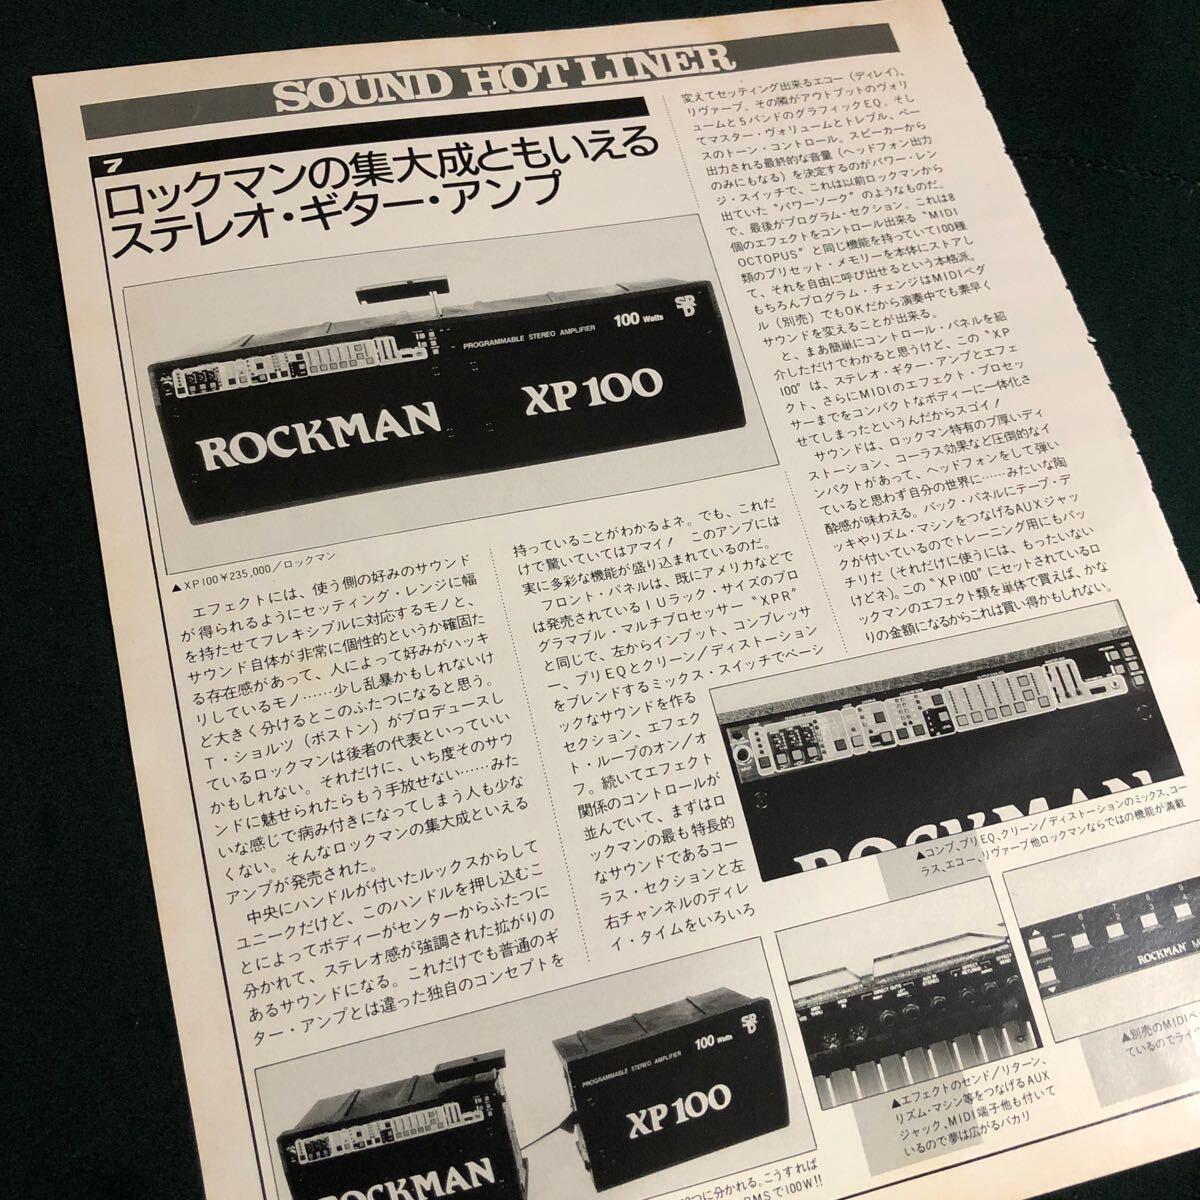 SOUND HOTLINER
7
ロックマンの集大成ともいえる
ステレオ・ギター・アンプ
PROGRAMMABLE STEREO AMPLIFIER
100 Watts
SR
D
ROCKMAN
XP100
▲XP100¥235,000/ロックマン
エフェクトには、使う側の好みのサウンド
が得られるようにセッティング・レンジに幅
を持たせてフレキシブルに対応するモノと、
サウンド自体が非常に個性的というか確固た
る存在感があって、人によって好みがハッキ
リしているモノ……少し乱暴かもしれないけ
ど大きく分けるとこのふたつになると思う。
T・ショルツ(ボストン)がプロデュースし
ているロックマンは後者の代表といっていい
かもしれない。それだけに、いち度そのサウ
ンドに魅せられたらもう手放せない……みた
いな感じで病み付きになってしまう人も少な
くない。そんなロックマンの集大成といえる
アンプが発売された。
中央にハンドルが付いたルックスからして
ユニークだけど、このハンドルを押し込むこ
とによってボディーがセンターからふたつに
分かれて、ステレオ感が強調された拡がりの
あるサウンドになる。これだけでも普通のギ
ター・アンプとは違った独自のコンセプトを
持っていることがわかるよネ。でも、これだ
けで驚いていてはアマイ! このアンプには
実に多彩な機能が盛り込まれているのだ。
フロント・パネルは、既にアメリカなどで
は発売されている1Uラック・サイズのプロ
グラマブル・マルチプロセッサー“XPR”
と同じで、左からインプット、コンプレッサ
ー、プリEQとクリーン/ディストーション
をブレンドするミックス・スイッチでベーシ
ックなサウンドを作る
セクション、エフェク
ト・ループのオン/オ
フ。続いてエフェクト
関係のコントロールが
並んでいて、まずはロ
ックマンの最も特長的
なサウンドであるコー
ラス・セクションと左
右チャンネルのディレ
イ・タイムをいろいろ
変えてセッティング出来るエコー(ディレイ)、
リヴァーブ。その隣がアウトプットのヴォリ
ュームと5バンドのグラフィックEQ。そし
てマスター・ヴォリュームとトレブル、ベー
スのトーン・コントロール。スピーカーから
出力される最終的な音量(ヘッドフォン出力
のみにもなる)を決定するのがパワー・レン
ジ・スイッチで、これは以前ロックマンから
出ていた“パワーソーク”のようなものだ。
で、最後がプログラム・セクション。これは8
個のエフェクトをコントロール出来る“MIDI
OCTOPUS”と同じ機能を持っていて100種
類のプリセット・メモリーを本体にストアし
て、それを自由に呼び出せるという本格派。
もちろんプログラム・チェンジはMIDIペダ
ル(別売)でもOKだから演奏中でも素早く
サウンドを変えることが出来る。
と、まあ簡単にコントロール・パネルを紹
介しただけでわかると思うけど、この“XP
100”は、ステレオ・ギター・アンプとエフェ
クト、さらにMIDIのエフェクト・プロセッ
サーまでをコンパクトなボディーに一体化さ
せてしまったというんだからスゴイ!
サウンドは、ロックマン特有のブ厚いディ
ストーション、コーラス効果など圧倒的なイ
ンパクトがあって、ヘッドフォンをして弾い
ていると思わず自分の世界に……みたいな陶
酔感が味わえる。バック・パネルにテープ・デ
ッキやリズム・マシンをつなげるAUXジャッ
クが付いているのでトレーニング用にもバッ
チリだ(それだけに使うには、もったいない
けどネ)。この“XP100”にセットされているロ
ックマンのエフェクト類を単体で買えば、かな
りの金額になるからこれは買い得かもしれない。
ROCKMAN
▲コンプ、プリEQ、クリーン/ディストーションのミックス、コー
ラス、エコー、リヴァーブ他ロックマンならではの機能が満載
▲エフェクトのセンド/リターン、
リズム・マシン等をつなげるAUX
ジャック、MIDI端子他も付いて
いるので夢は広がるバカリ
ROCKMAN M
▲別売のMIDIペ
ているのでライ
PROGRAMMABLE STEREO AMPLIFIER
100 Watts
SR
D
XP100
ROCKMAN
つに分かれる。こうすれば
RMSで100W!!